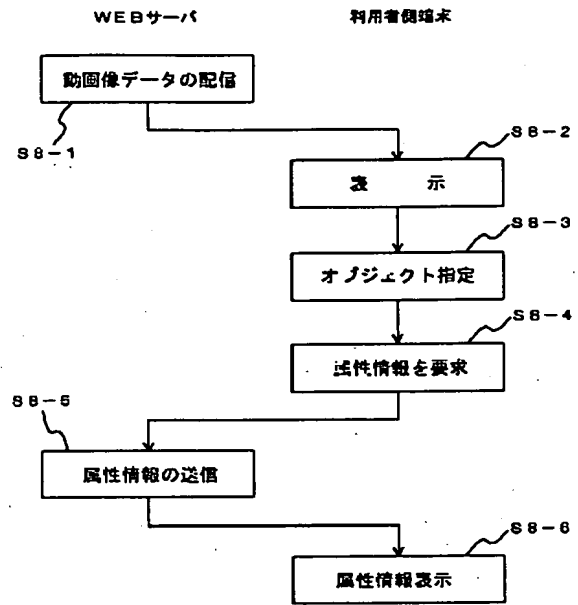 WEBサーバ
利用者側端末
動画像データの配信
S8-1
S8-2
表 示
S8-3
オブジェクト指定
S8-4
属性情報を要求
S8-5
属性情報の送信
S8-6
属性情報表示